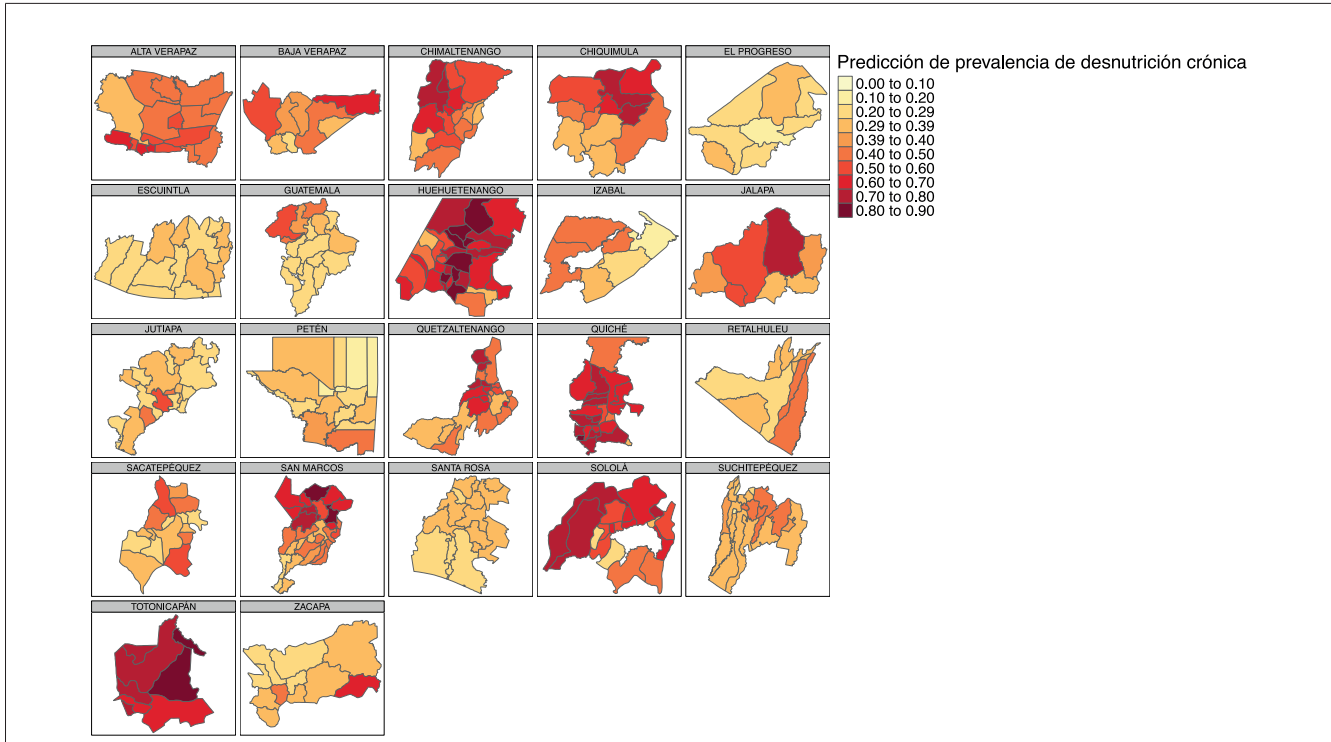 ALTA VERAPAZ
BAJA VERAPAZ
CHIMALTENANGO
CHIQUIMULA
EL PROGRESO
ESCUINTLA
GUATEMALA
HUEHUETENANGO
IZABAL
JALAPA
JUTIAPA
PETÉN
QUETZALTENANGO
QUICHÉ
RETALHULEU
SACATEPÉQUEZ
SAN MARCOS
SANTA ROSA
SOLOLÁ
SUCHITEPÉQUEZ
TOTONICAPÁN
ZACAPA
Predicción de prevalencia de desnutrición crónica
0.00 to 0.10
0.10 to 0.20
0.20 to 0.29
0.29 to 0.39
0.39 to 0.40
0.40 to 0.50
0.50 to 0.60
0.60 to 0.70
0.70 to 0.80
0.80 to 0.90